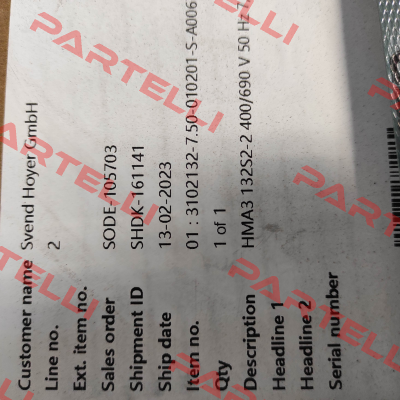 Customer name Svend Hoyer GmbH
Line no. 2
Ext. item.no.
Sales order SODE-105703
Shipment ID SHDK-161141
Ship date 13-02-2023
Item no. 01 : 3102132-7.50-010201-S-A006
Qty 1 of 1
Description HMA3 132S2-2 400/690 V 50 Hz 7,
Headline 1
Headline 2
Serial number
PARTELLI
PARTELLI
PARTELLI
PARTELLI